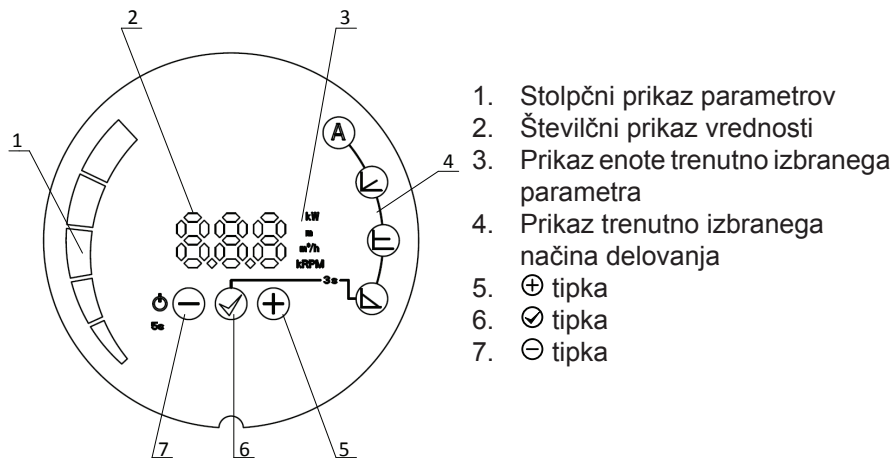 2
3
1
4
A
kW
m
m³/h
kRPM
3s
5s
7
6
5
1. Stolpčni prikaz parametrov
2. Številčni prikaz vrednosti
3. Prikaz enote trenutno izbranega
parametra
4. Prikaz trenutno izbranega
načina delovanja
5. ⊕ tipka
6. ✓ tipka
7. ⊖ tipka